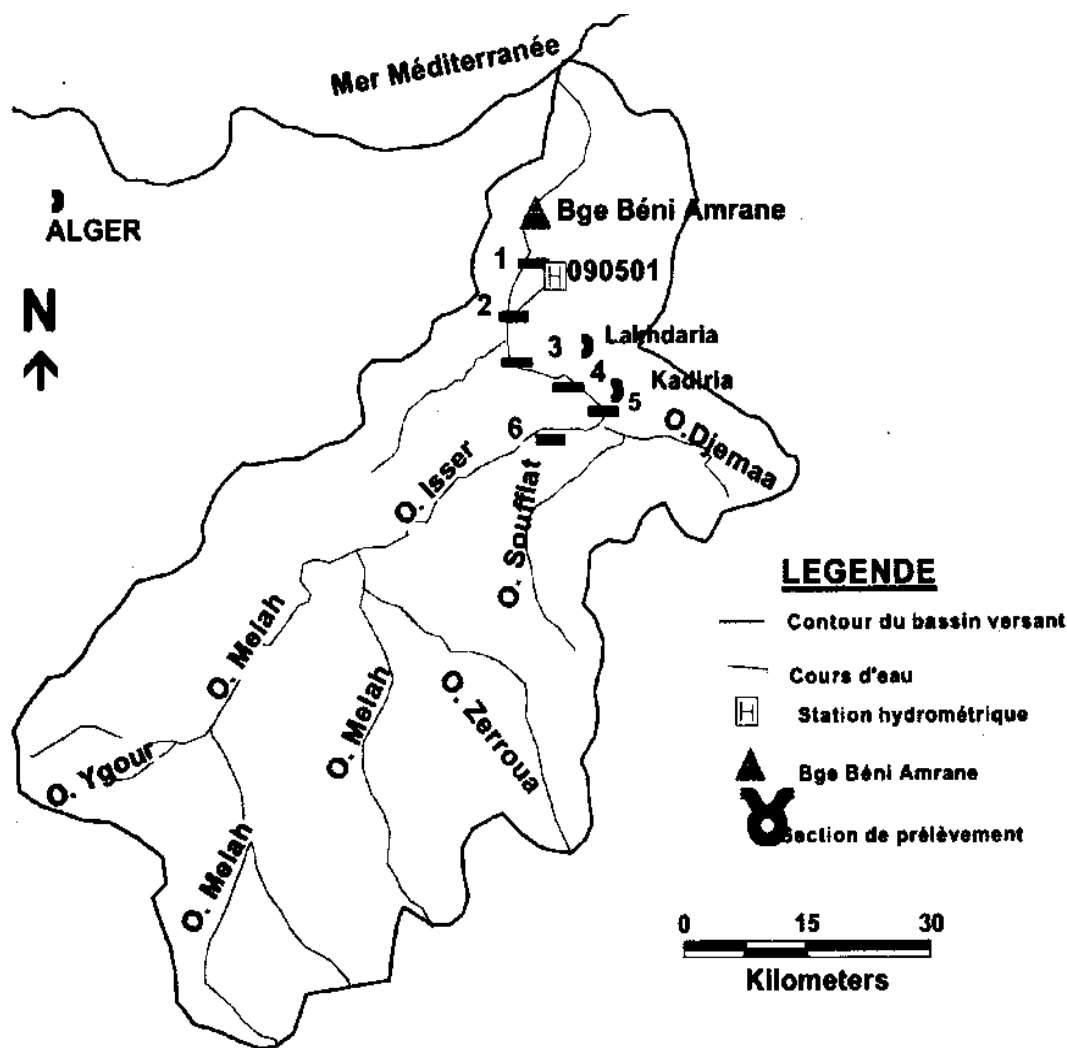 Mer Méditerranée
ALGER
Bge Béni Amrane
1
090501
H
N
2
3
Lakhdaria
4
Kadiria
5
6
O.Djemaa
O. Isser
O. Soufflat
O. Melah
O. Melah
O. Zerroua
O. Ygour
O. Melah
LEGENDE
Contour du bassin versant
Cours d'eau
H
Station hydrométrique
Bge Béni Amrane
Section de prélèvement
0 15 30
Kilometers